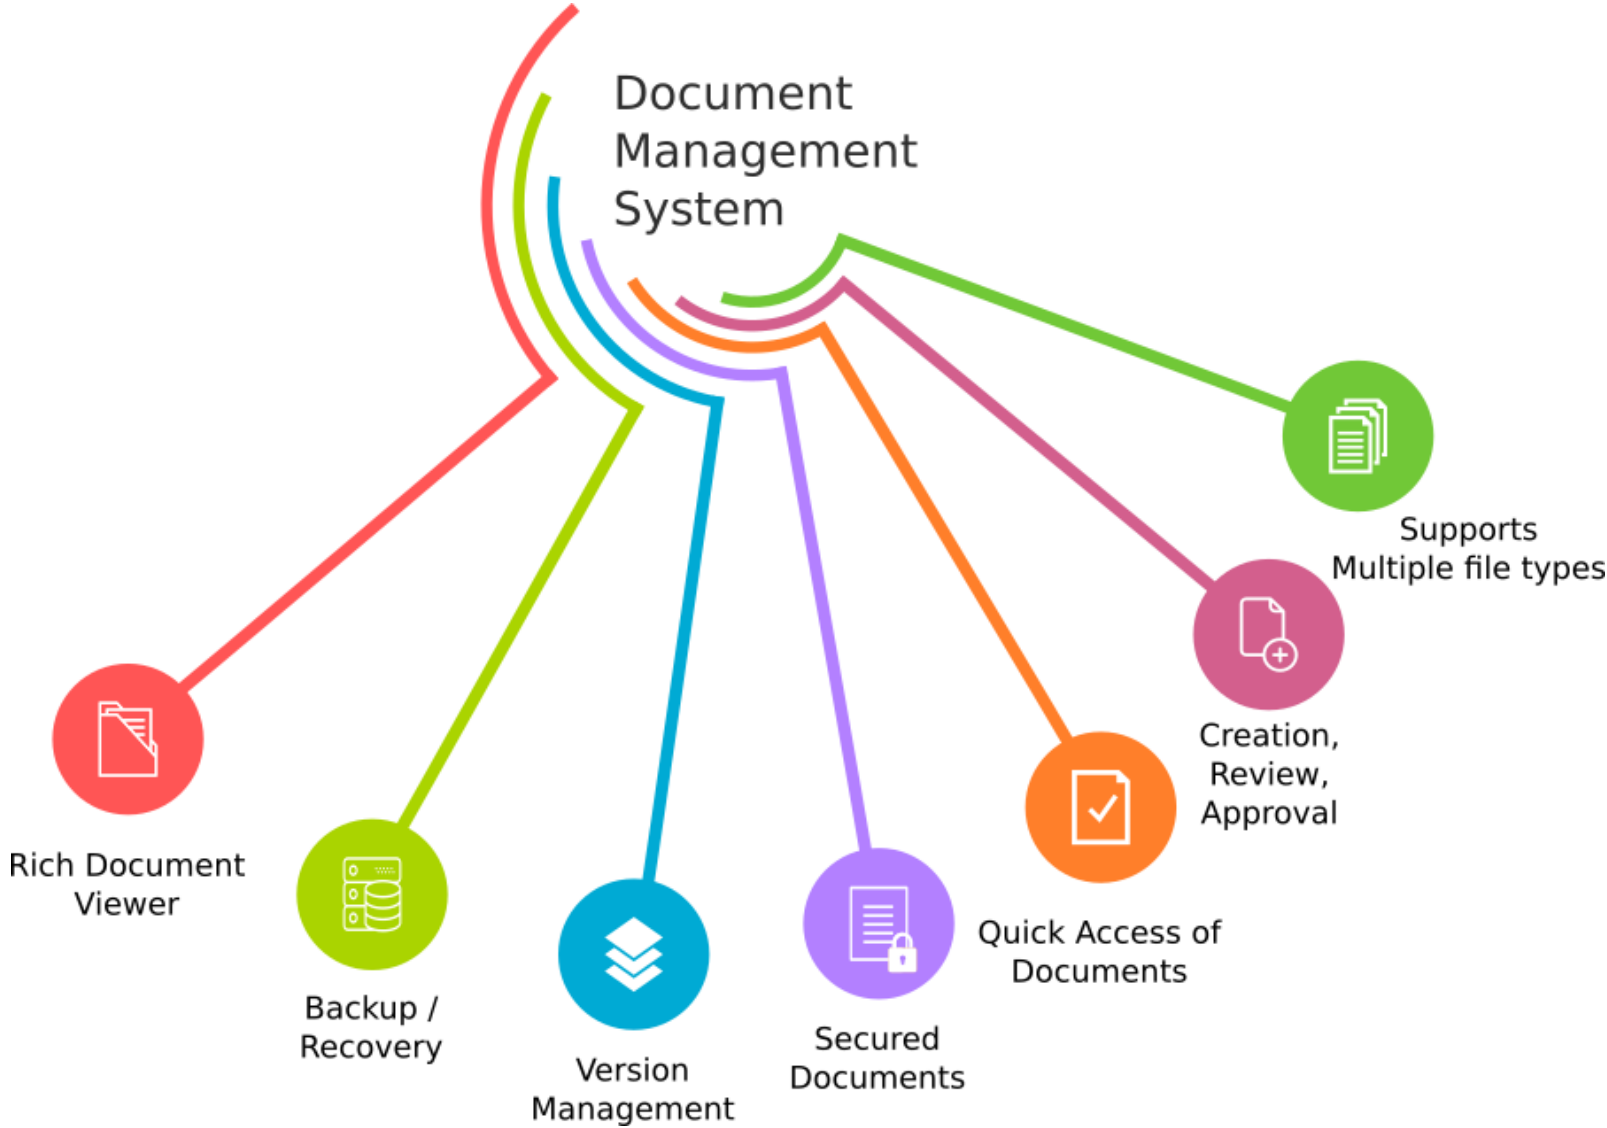 Document
Management
System
Rich Document
Viewer
Backup /
Recovery
Version
Management
Secured
Documents
Quick Access of
Documents
Creation,
Review,
Approval
Supports
Multiple file types